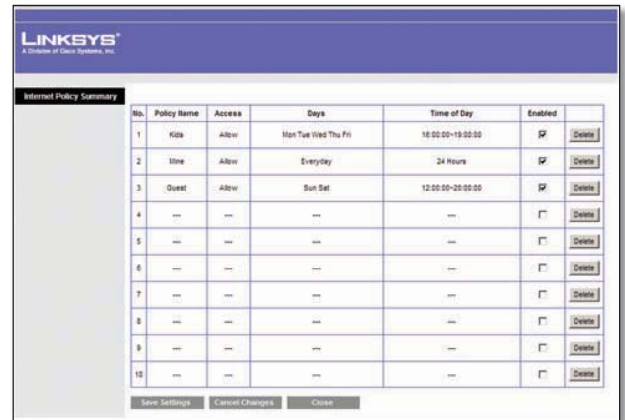 LINKSYS®
A Division of Cisco Systems, Inc.
Internet Policy Summary
No. Policy Name Access Days Time of Day Enabled
1 Kids Allow Mon Tue Wed Thu Fri 16:00:00~19:00:00 Delete
2 Mine Allow Everyday 24 Hours Delete
3 Guest Allow Sun Sat 12:00:00~20:00:00 Delete
4 --- --- --- --- Delete
5 --- --- --- --- Delete
6 --- --- --- --- Delete
7 --- --- --- --- Delete
8 --- --- --- --- Delete
9 --- --- --- --- Delete
10 --- --- --- --- Delete
Save Settings Cancel Changes Close